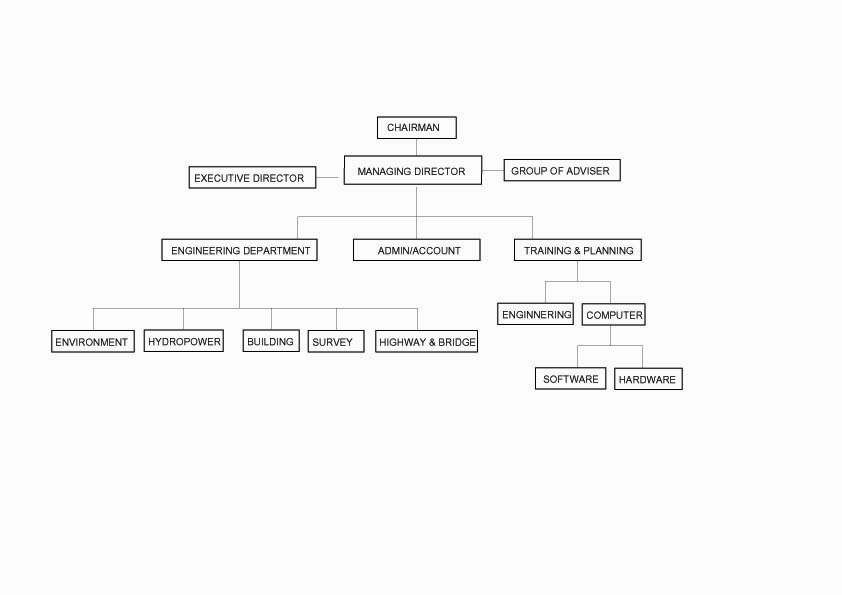 CHAIRMAN
EXECUTIVE DIRECTOR
MANAGING DIRECTOR
GROUP OF ADVISER
ENGINEERING DEPARTMENT
ADMIN/ACCOUNT
TRAINING & PLANNING
ENGINNERING
COMPUTER
ENVIRONMENT
HYDROPOWER
BUILDING
SURVEY
HIGHWAY & BRIDGE
SOFTWARE
HARDWARE